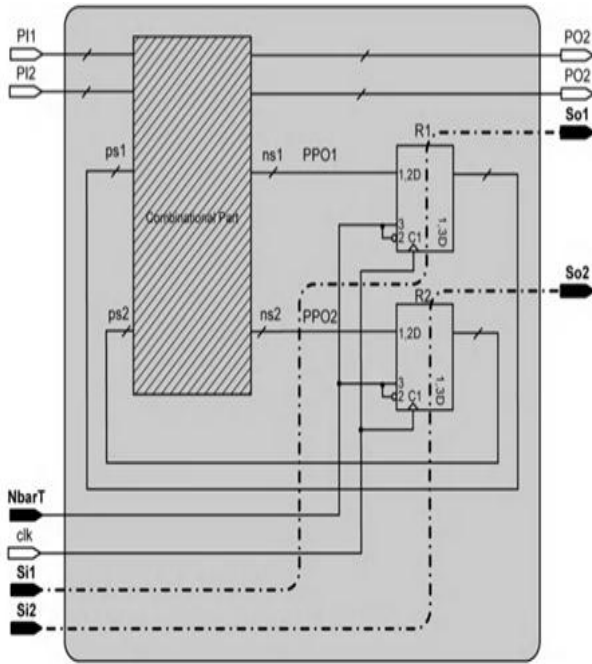 PI1
PO2
PI2
PO2
So1
R1
ps1
ns1
PPO1
1,2D
Combinational Part
3
2
C1
1,3D
So2
R2
ps2
ns2
PPO2
1,2D
3
2
C1
1,3D
NbarT
clk
Si1
Si2